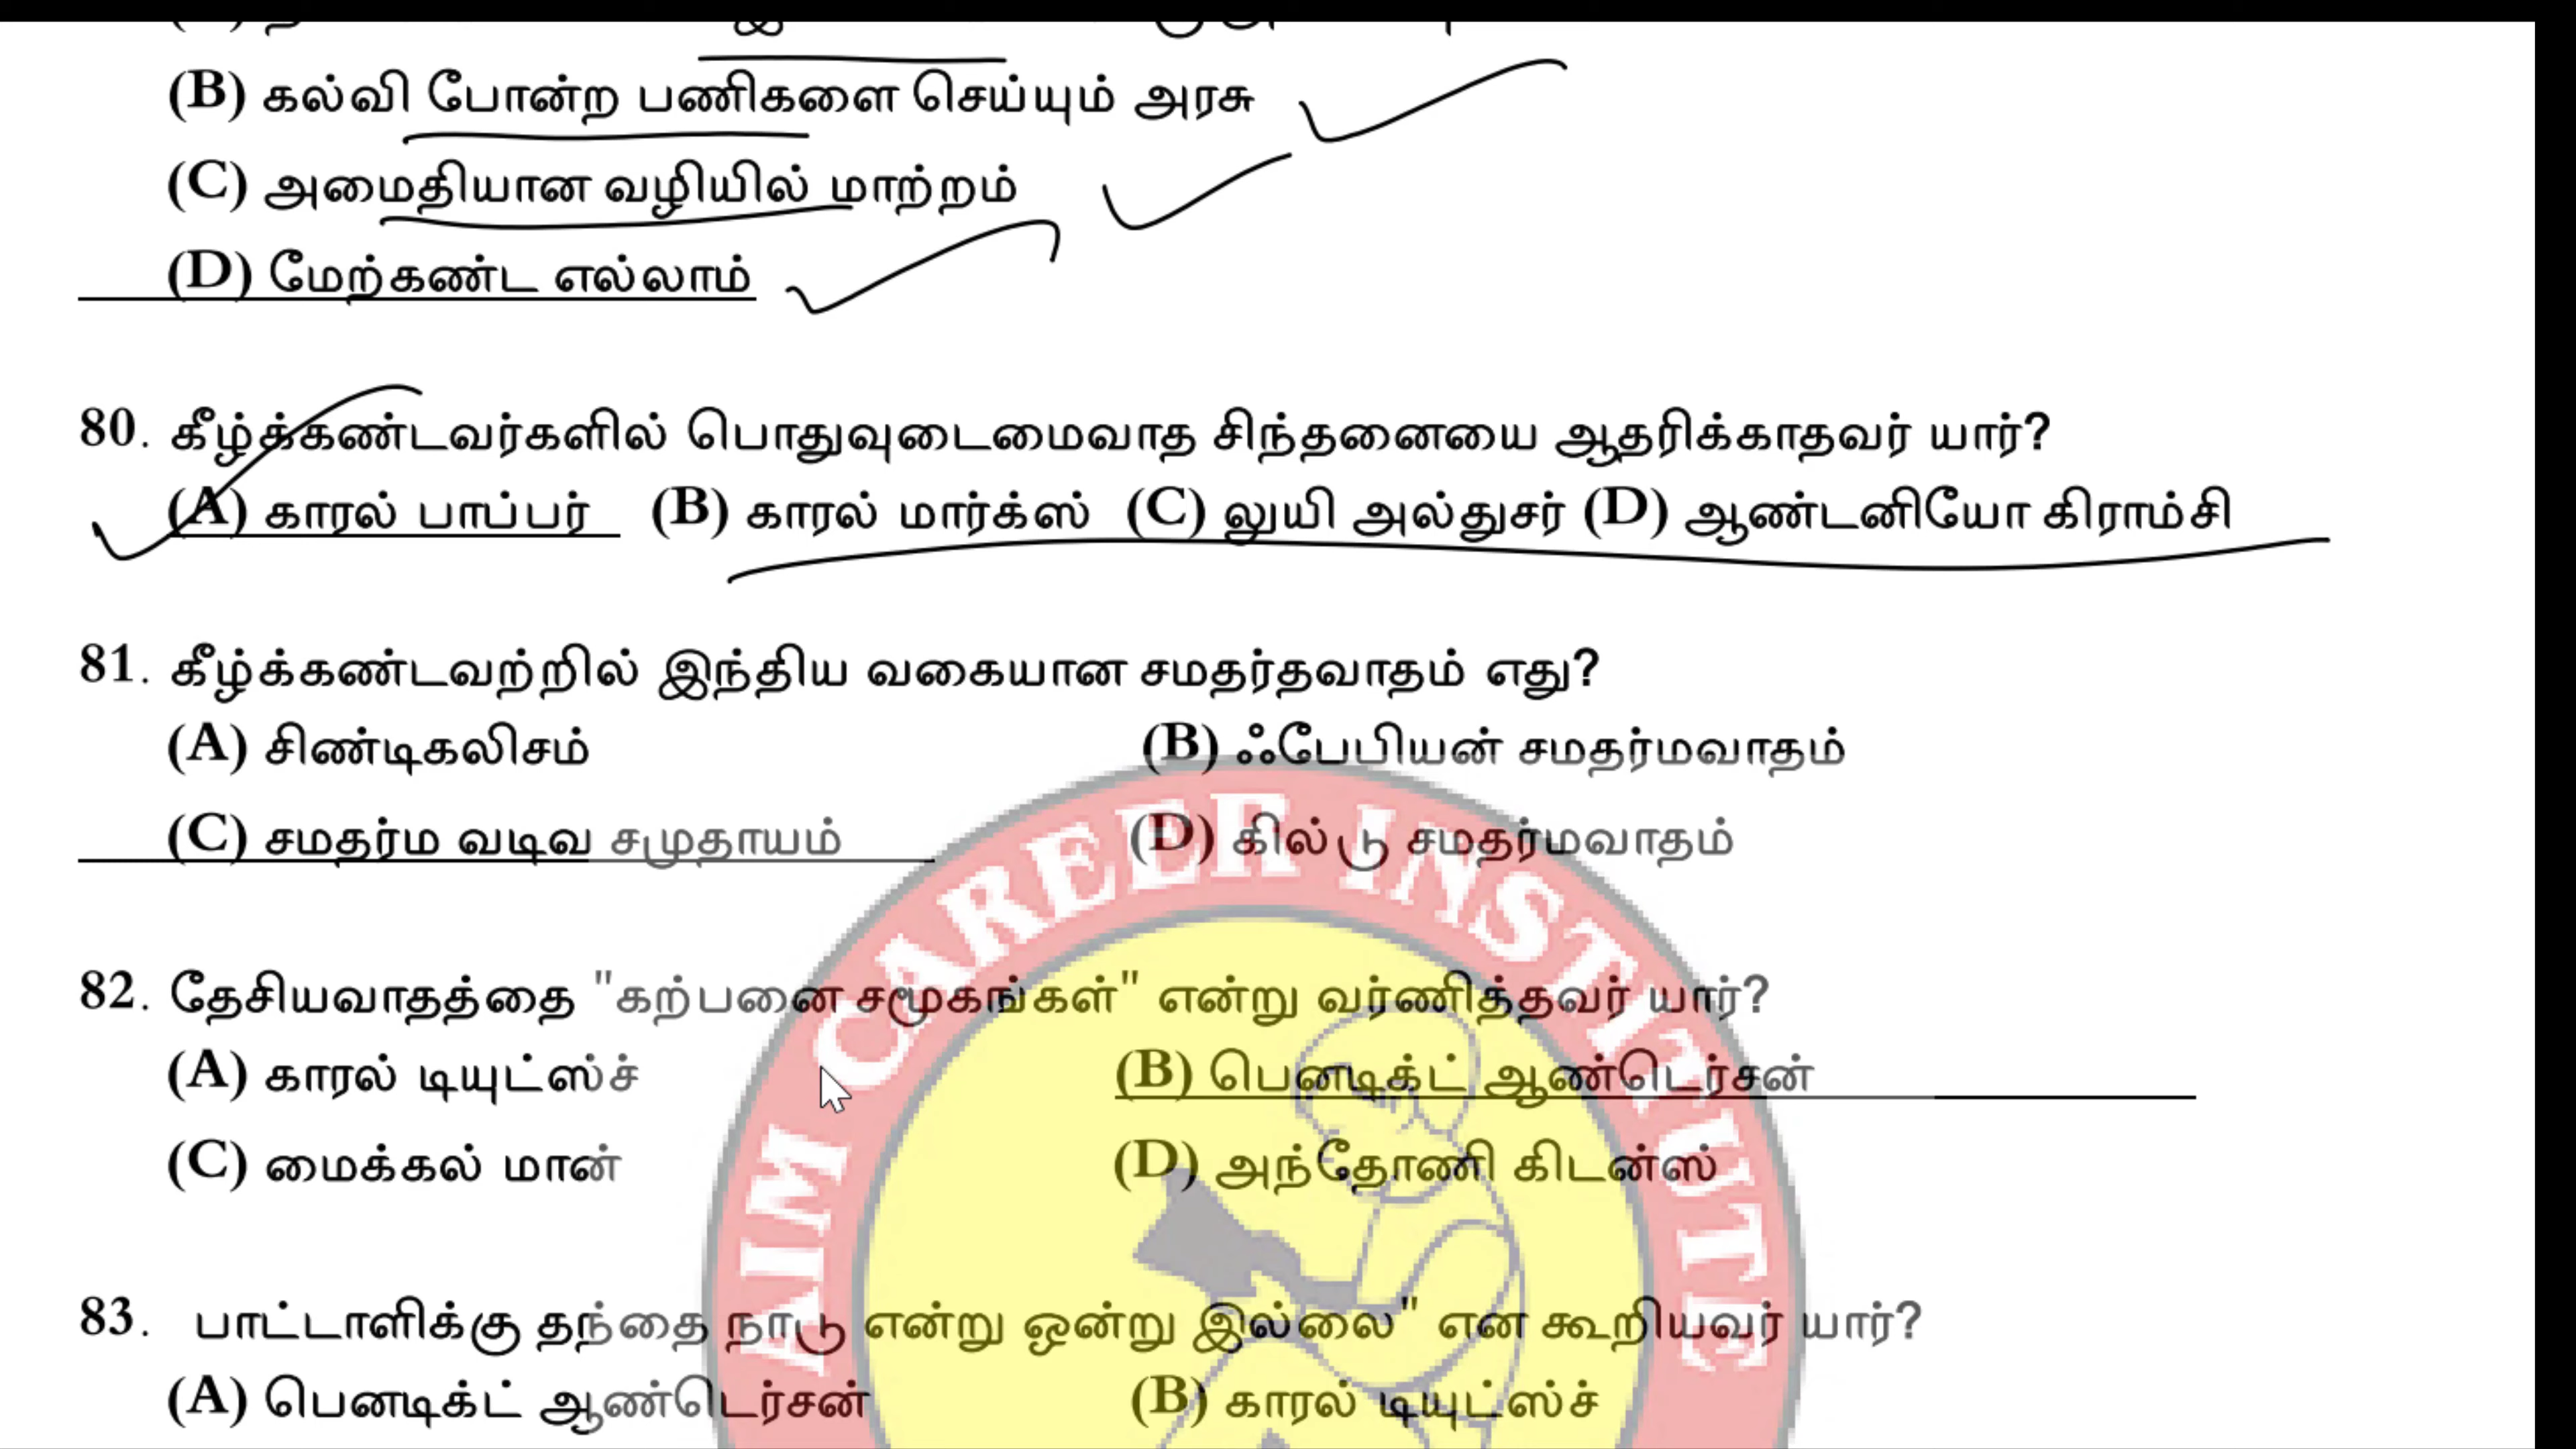 (B) கல்வி போன்ற பணிகளை செய்யும் அரசு
(C) அமைதியான வழியில் மாற்றம்
(D) மேற்கண்ட எல்லாம்
80. கீழ்க்கண்டவர்களில் பொதுவுடைமைவாத சிந்தனையை ஆதரிக்காதவர் யார்?
(A) காரல் பாப்பர் (B) காரல் மார்க்ஸ் (C) லுயி அல்துசர் (D) ஆண்டனியோ கிராம்சி
81. கீழ்க்கண்டவற்றில் இந்திய வகையான சமதர்தவாதம் எது?
(A) சிண்டிகலிசம் (B) ஃபேபியன் சமதர்மவாதம்
(C) சமதர்ம வடிவ சமுதாயம் (D) கில்டு சமதர்மவாதம்
82. தேசியவாதத்தை "கற்பனை சமூகங்கள்" என்று வர்ணித்தவர் யார்?
(A) காரல் டியுட்ஸ்ச் (B) பெனடிக்ட் ஆண்டெர்சன்
(C) மைக்கல் மான் (D) அந்தோணி கிடன்ஸ்
83. பாட்டாளிக்கு தந்தை நாடு என்று ஒன்று இல்லை" என கூறியவர் யார்?
(A) பெனடிக்ட் ஆண்டெர்சன் (B) காரல் டியுட்ஸ்ச்
AIM CAREER INSTITUTE